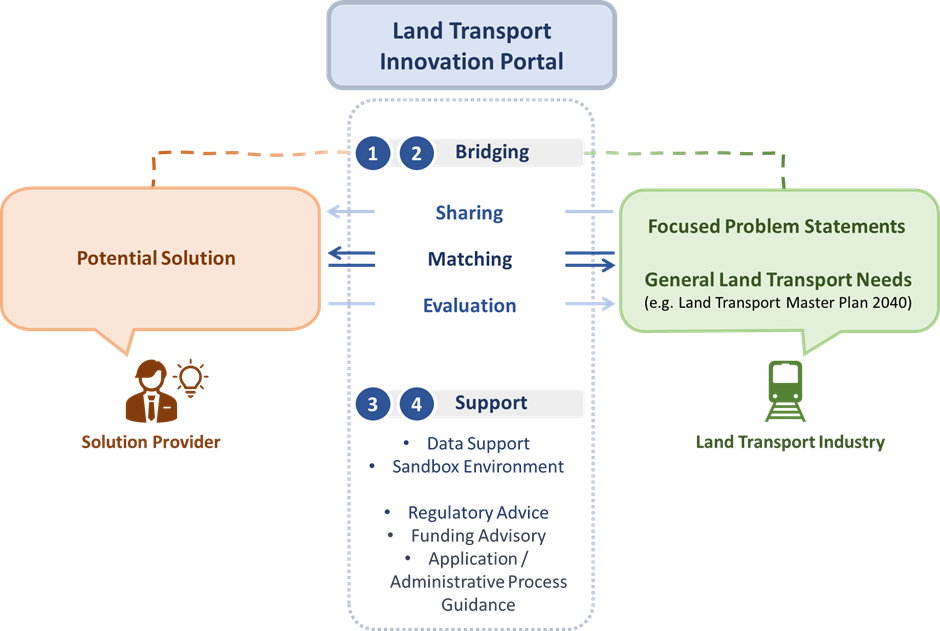 Land Transport
Innovation Portal
1 2 Bridging
Sharing
Matching
Evaluation
Potential Solution
Solution Provider
Focused Problem Statements
General Land Transport Needs
(e.g. Land Transport Master Plan 2040)
Land Transport Industry
3 4 Support
• Data Support
• Sandbox Environment
• Regulatory Advice
• Funding Advisory
• Application /
Administrative Process
Guidance